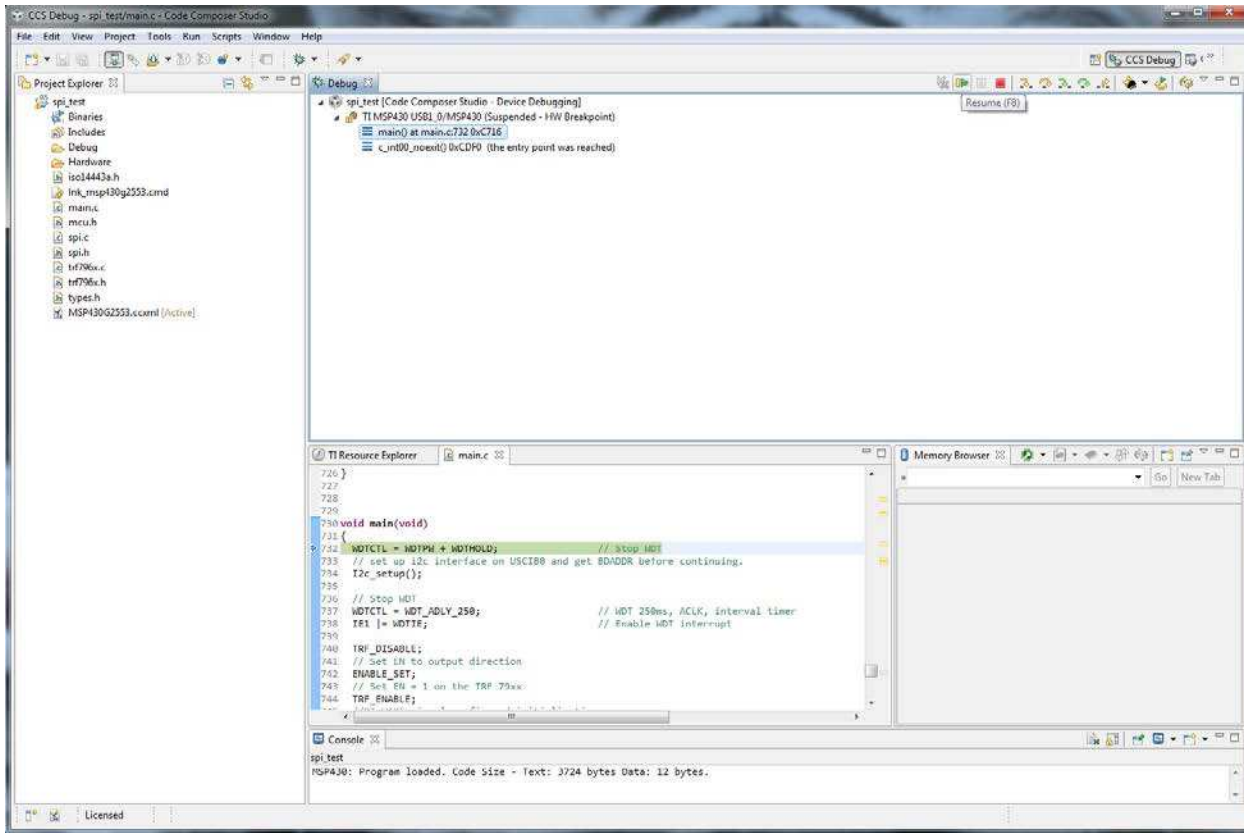 CCS Debug - spi_test/main.c - Code Composer Studio
File Edit View Project Tools Run Scripts Window Help
CCS Debug
Project Explorer
Debug
spi_test
spi_test [Code Composer Studio - Device Debugging]
Resume (F8)
Binaries
TI MSP430 USB1_0/MSP430 (Suspended - HW Breakpoint)
Includes
main() at main.c:732 0xC716
Debug
c_int00_noexit() 0xCDF0 (the entry point was reached)
Hardware
iso14443a.h
lnk_msp430g2553.cmd
main.c
mcu.h
spi.c
spi.h
trf796x.c
trf796x.h
types.h
MSP430G2553.ccxml [Active]
TI Resource Explorer
main.c
Memory Browser
Go
New Tab
726 }
727
728
729
730 void main(void)
731 {
732 WDTCTL = WDTPW + WDTHOLD; // Stop WDT
733 // set up i2c interface on USCIB0 and get BDADDR before continuing.
734 I2c_setup();
735
736 // Stop WDT
737 WDTCTL = WDT_ADLY_250; // WDT 250ms, ACLK, interval timer
738 IE1 |= WDTIE; // Enable WDT interrupt
739
740 TRF_DISABLE;
741 // Set EN to output direction
742 ENABLE_SET;
743 // Set EN = 1 on the TRF 79xx
744 TRF_ENABLE;
Console
spi_test
MSP430: Program loaded. Code Size - Text: 3724 bytes Data: 12 bytes.
Licensed